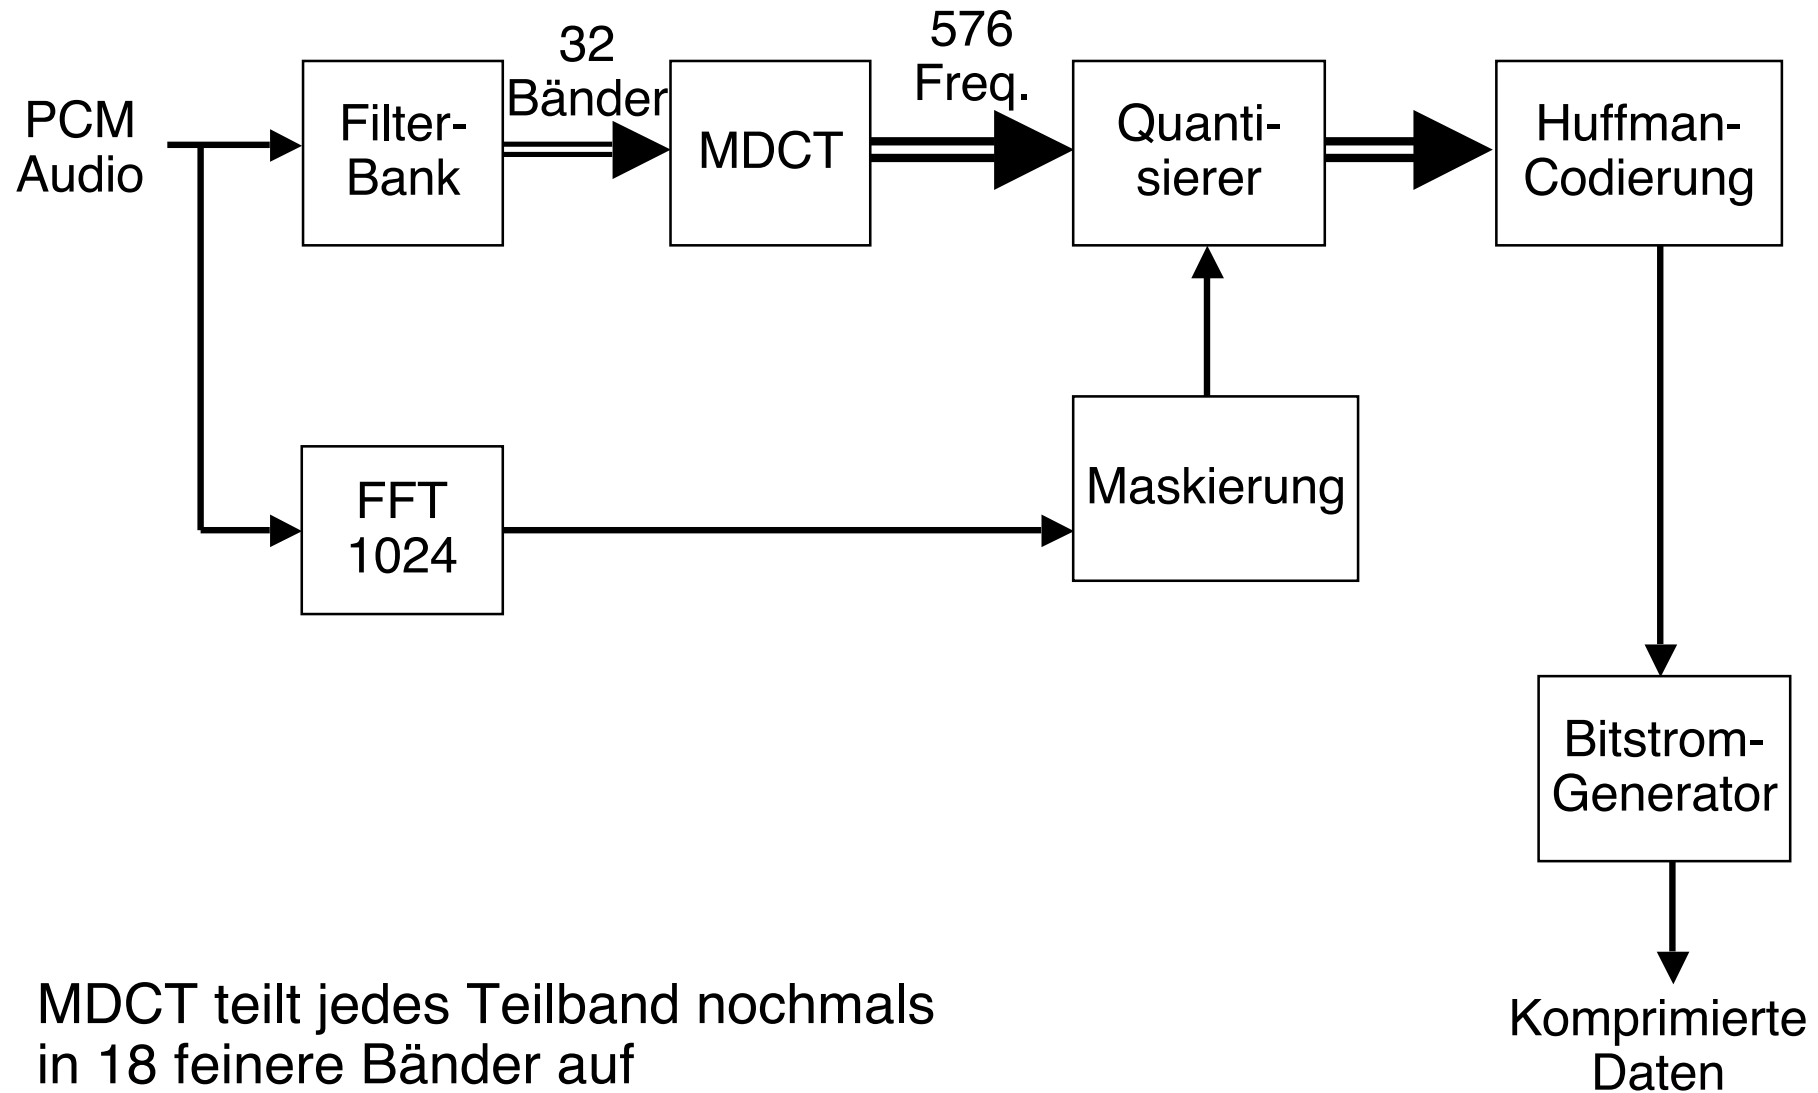 PCM
Audio
Filter-
Bank
32
Bänder
MDCT
576
Freq.
Quanti-
sierer
Huffman-
Codierung
FFT
1024
Maskierung
Bitstrom-
Generator
Komprimierte
Daten
MDCT teilt jedes Teilband nochmals
in 18 feinere Bänder auf